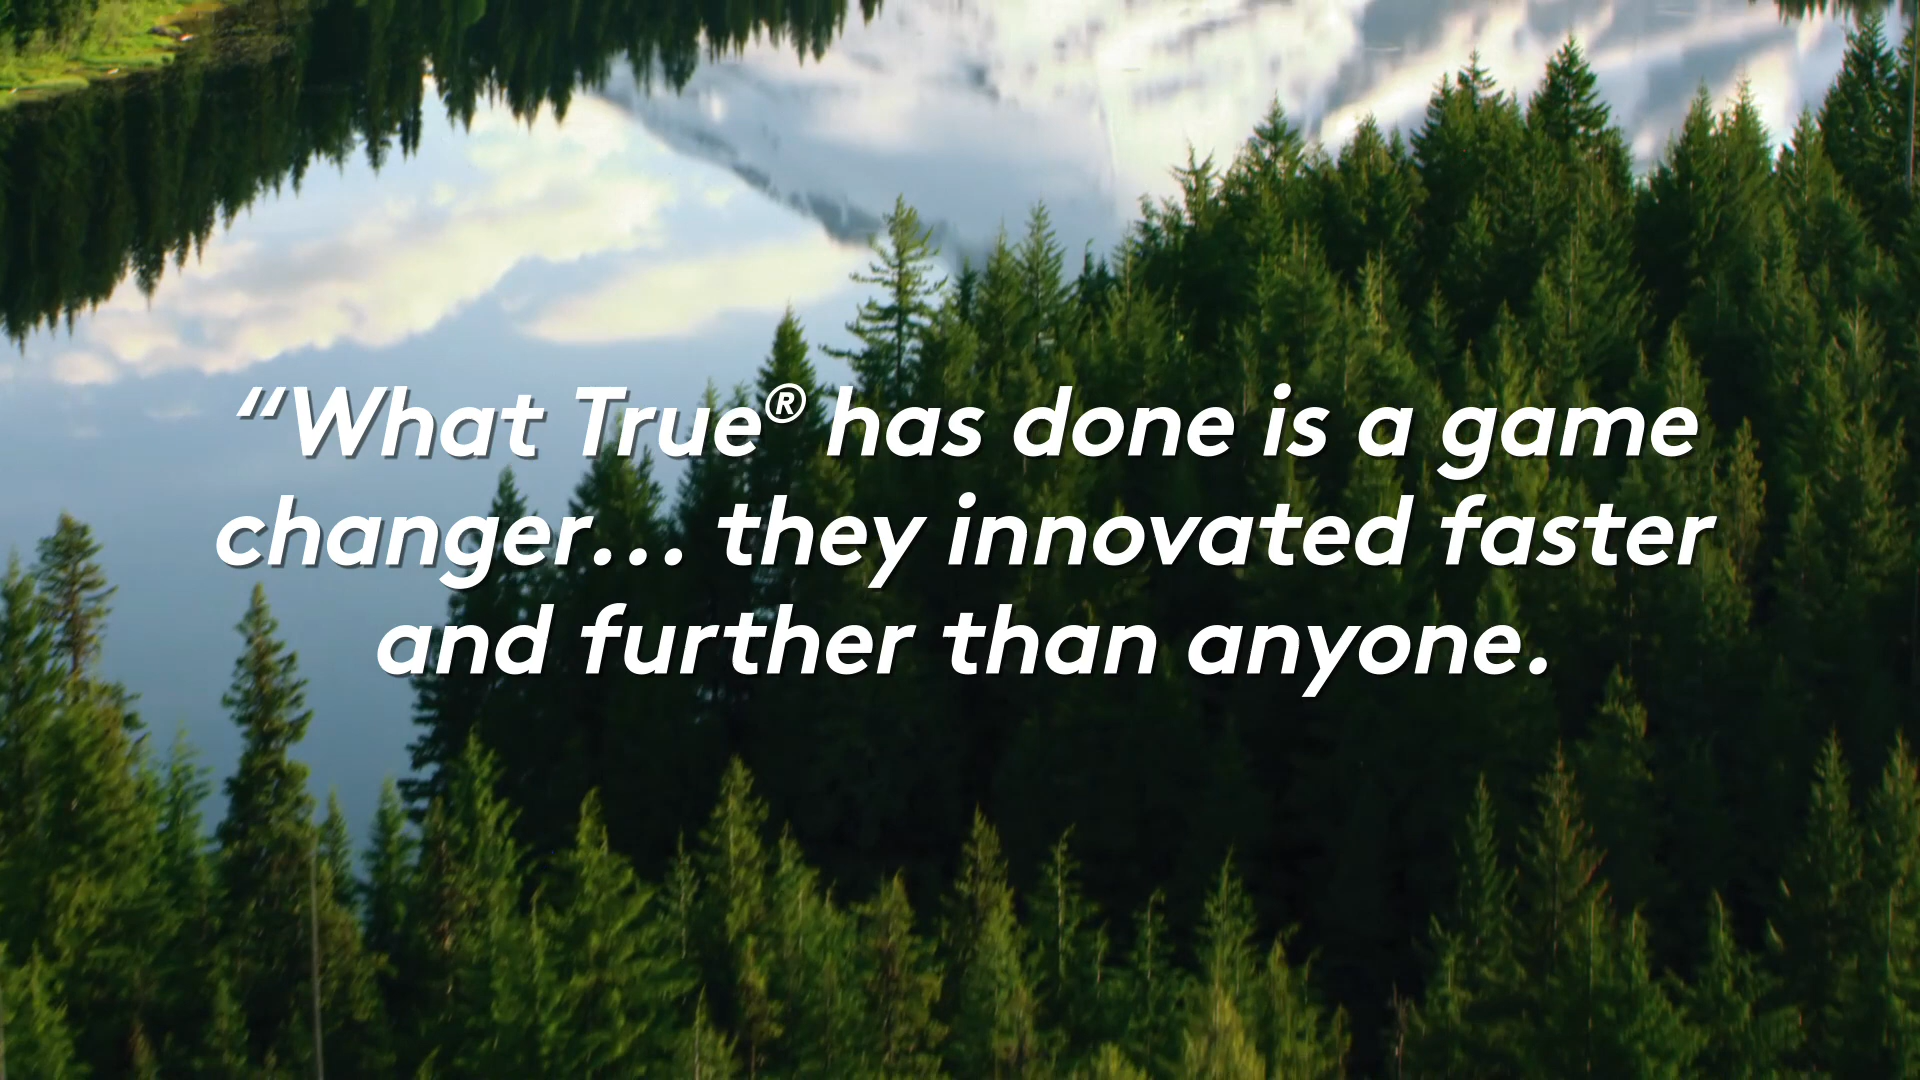 “What True® has done is a game
changer… they innovated faster
and further than anyone.